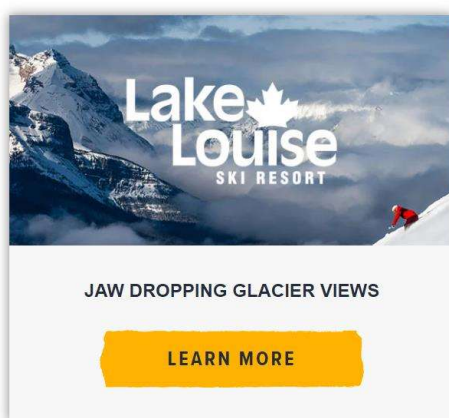 Lake
Louise
SKI RESORT
JAW DROPPING GLACIER VIEWS
LEARN MORE